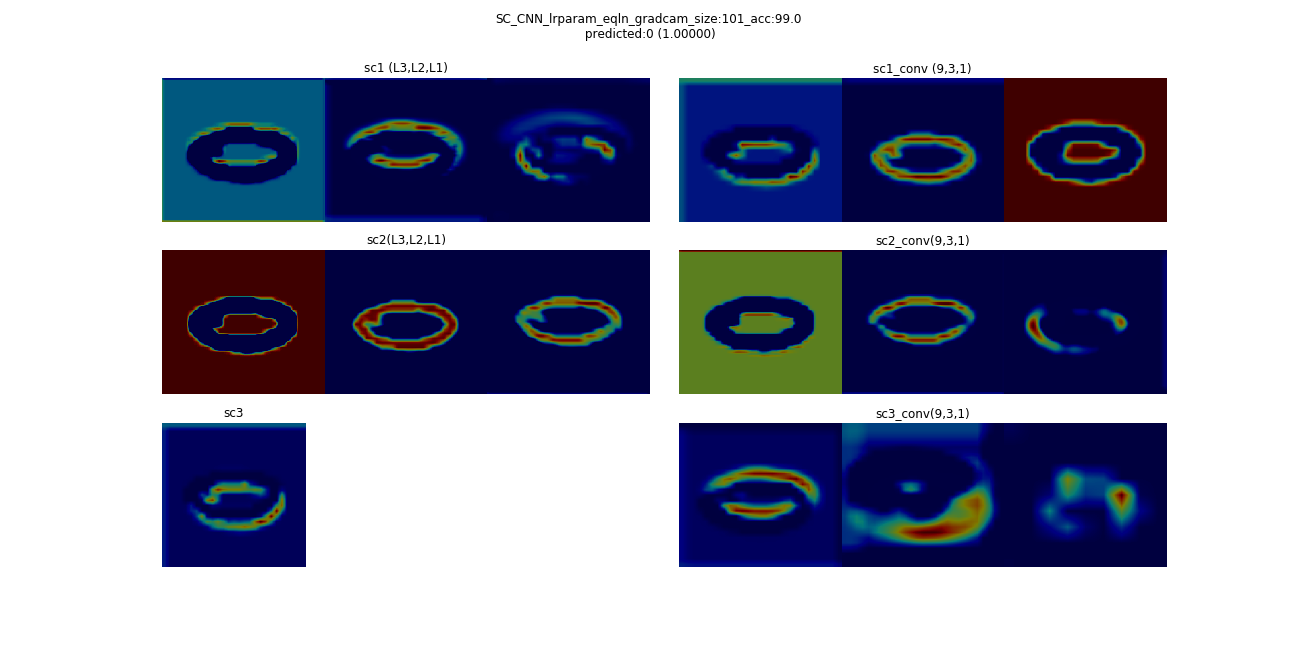 SC_CNN_lrparam_eqln_gradcam_size:101_acc:99.0
predicted:0 (1.00000)
sc1 (L3,L2,L1)
sc1_conv (9,3,1)
sc2(L3,L2,L1)
sc2_conv(9,3,1)
sc3
sc3_conv(9,3,1)